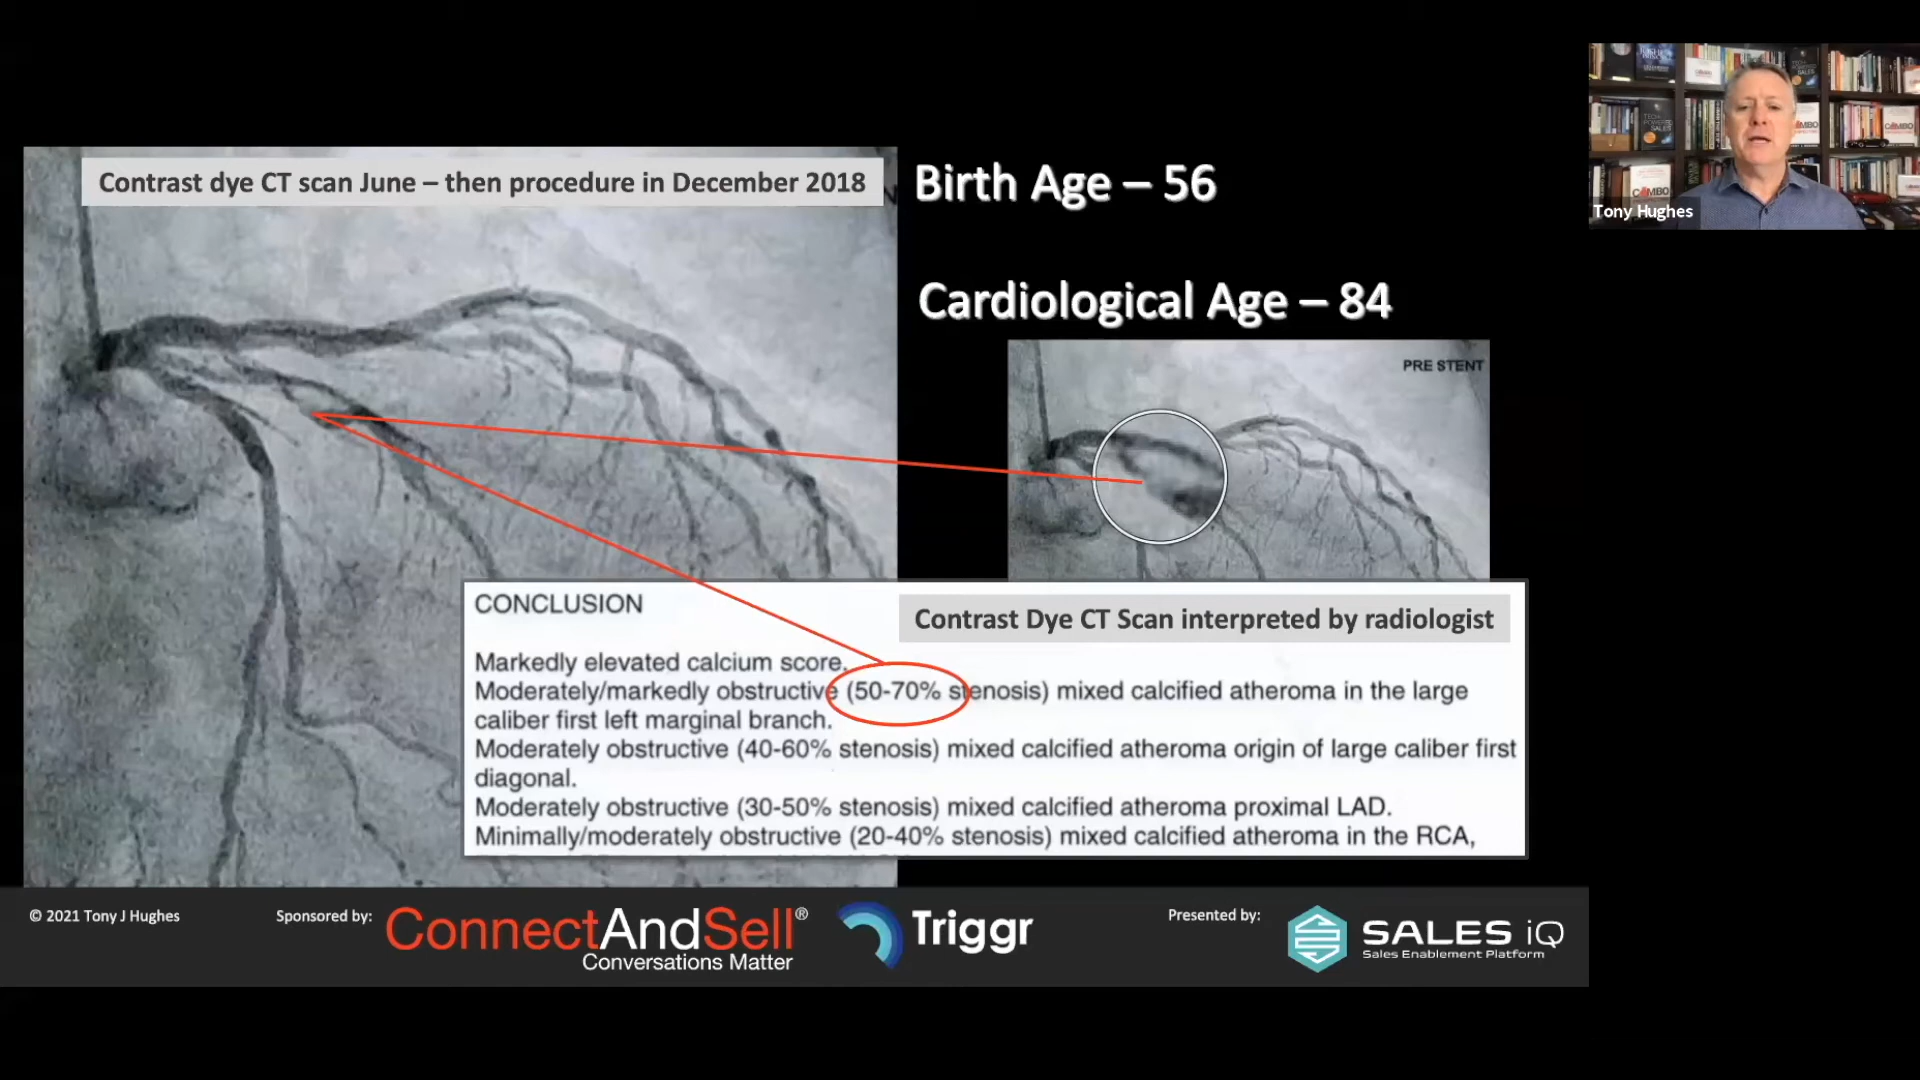 Contrast dye CT scan June – then procedure in December 2018
Birth Age – 56
Cardiological Age – 84
PRE STENT
Tony Hughes
CONCLUSION
Contrast Dye CT Scan interpreted by radiologist
Markedly elevated calcium score.
Moderately/markedly obstructive (50-70% stenosis) mixed calcified atheroma in the large
caliber first left marginal branch.
Moderately obstructive (40-60% stenosis) mixed calcified atheroma origin of large caliber first
diagonal.
Moderately obstructive (30-50% stenosis) mixed calcified atheroma proximal LAD.
Minimally/moderately obstructive (20-40% stenosis) mixed calcified atheroma in the RCA,
© 2021 Tony J Hughes
Sponsored by:
ConnectAndSell®
Conversations Matter
Triggr
Presented by:
SALES iQ
Sales Enablement Platform
TECH
POWERED
SALES
COMBO